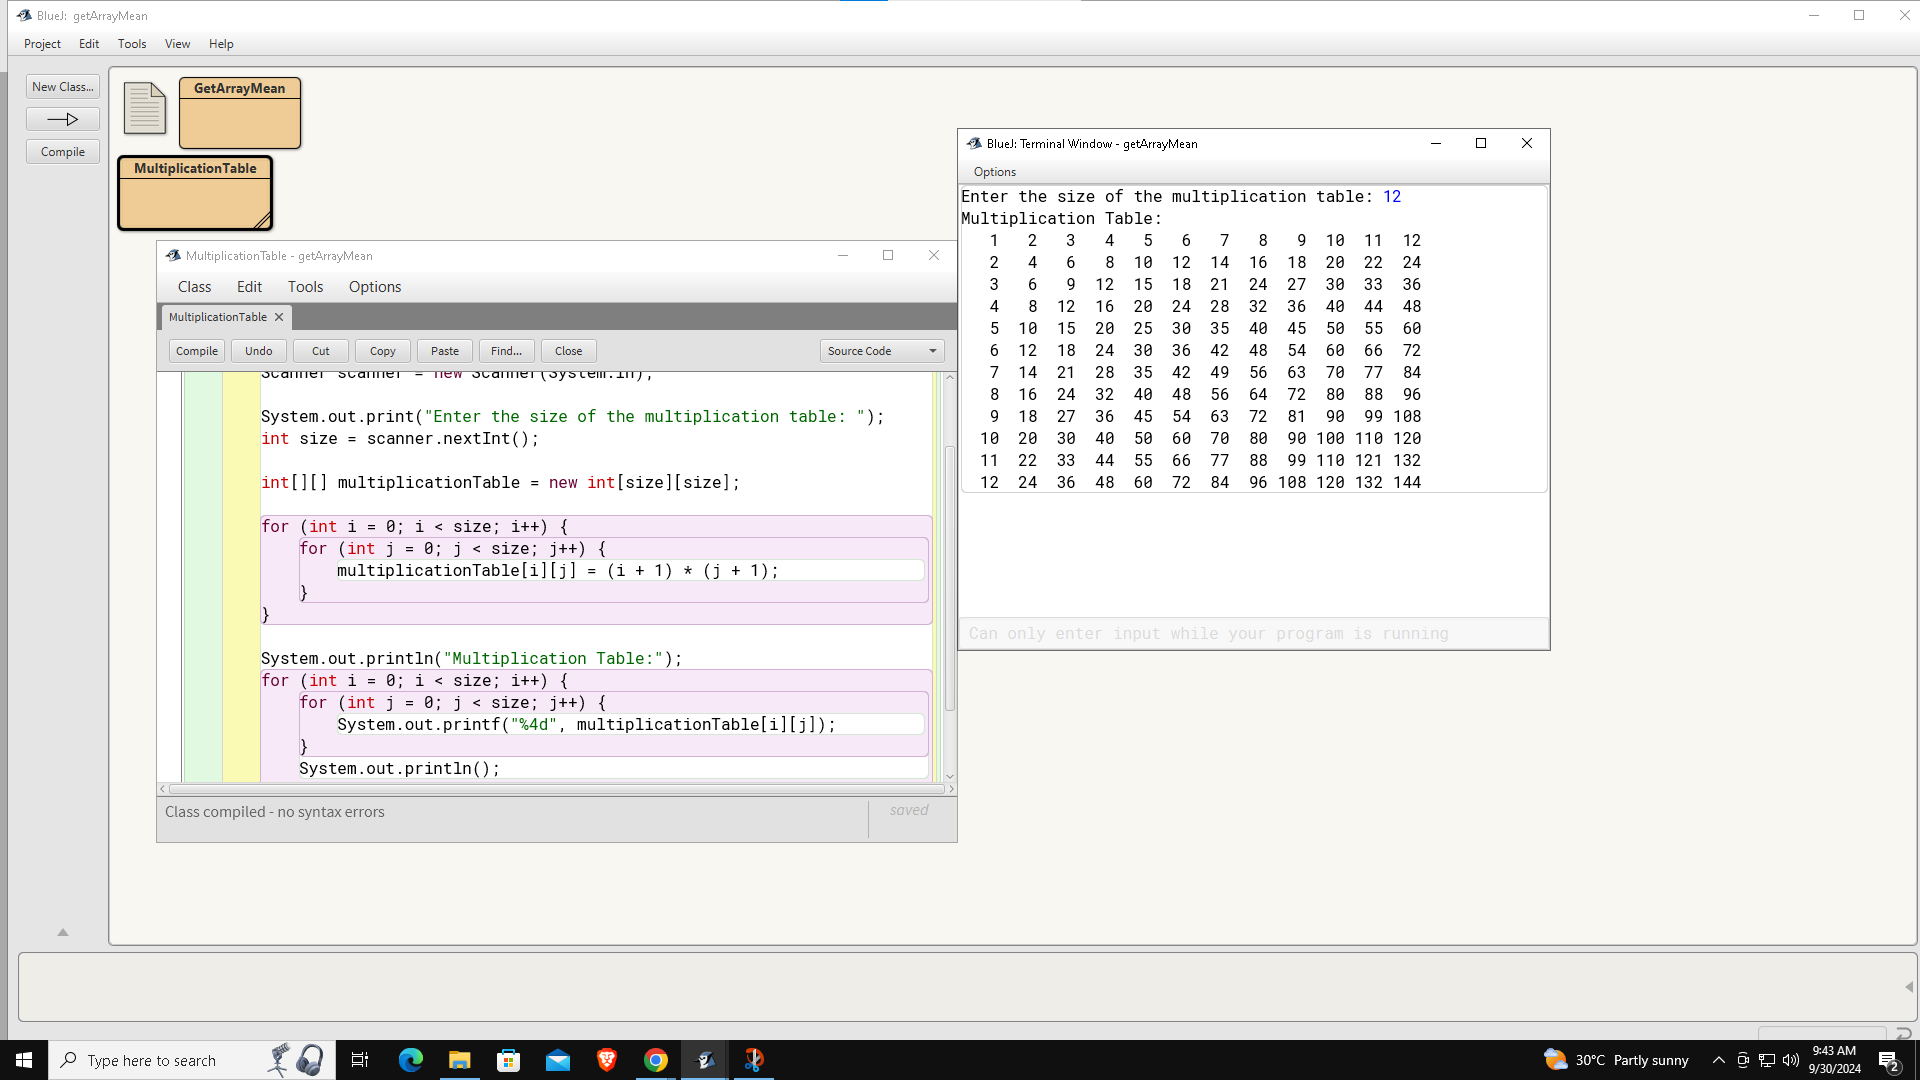 BlueJ: getArrayMean
Project Edit Tools View Help
New Class...
Compile
GetArrayMean
MultiplicationTable
MultiplicationTable - getArrayMean
Class Edit Tools Options
MultiplicationTable
Compile Undo Cut Copy Paste Find... Close Source Code
Scanner scanner = new Scanner(System.in);
System.out.print("Enter the size of the multiplication table: ");
int size = scanner.nextInt();
int[][] multiplicationTable = new int[size][size];
for (int i = 0; i < size; i++) {
for (int j = 0; j < size; j++) {
multiplicationTable[i][j] = (i + 1) * (j + 1);
}
}
System.out.println("Multiplication Table:");
for (int i = 0; i < size; i++) {
for (int j = 0; j < size; j++) {
System.out.printf("%4d", multiplicationTable[i][j]);
}
System.out.println();
Class compiled - no syntax errors
saved
BlueJ: Terminal Window - getArrayMean
Options
Enter the size of the multiplication table: 12
Multiplication Table:
1 2 3 4 5 6 7 8 9 10 11 12
2 4 6 8 10 12 14 16 18 20 22 24
3 6 9 12 15 18 21 24 27 30 33 36
4 8 12 16 20 24 28 32 36 40 44 48
5 10 15 20 25 30 35 40 45 50 55 60
6 12 18 24 30 36 42 48 54 60 66 72
7 14 21 28 35 42 49 56 63 70 77 84
8 16 24 32 40 48 56 64 72 80 88 96
9 18 27 36 45 54 63 72 81 90 99 108
10 20 30 40 50 60 70 80 90 100 110 120
11 22 33 44 55 66 77 88 99 110 121 132
12 24 36 48 60 72 84 96 108 120 132 144
Can only enter input while your program is running
Type here to search
30°C Partly sunny
9:43 AM
9/30/2024
2